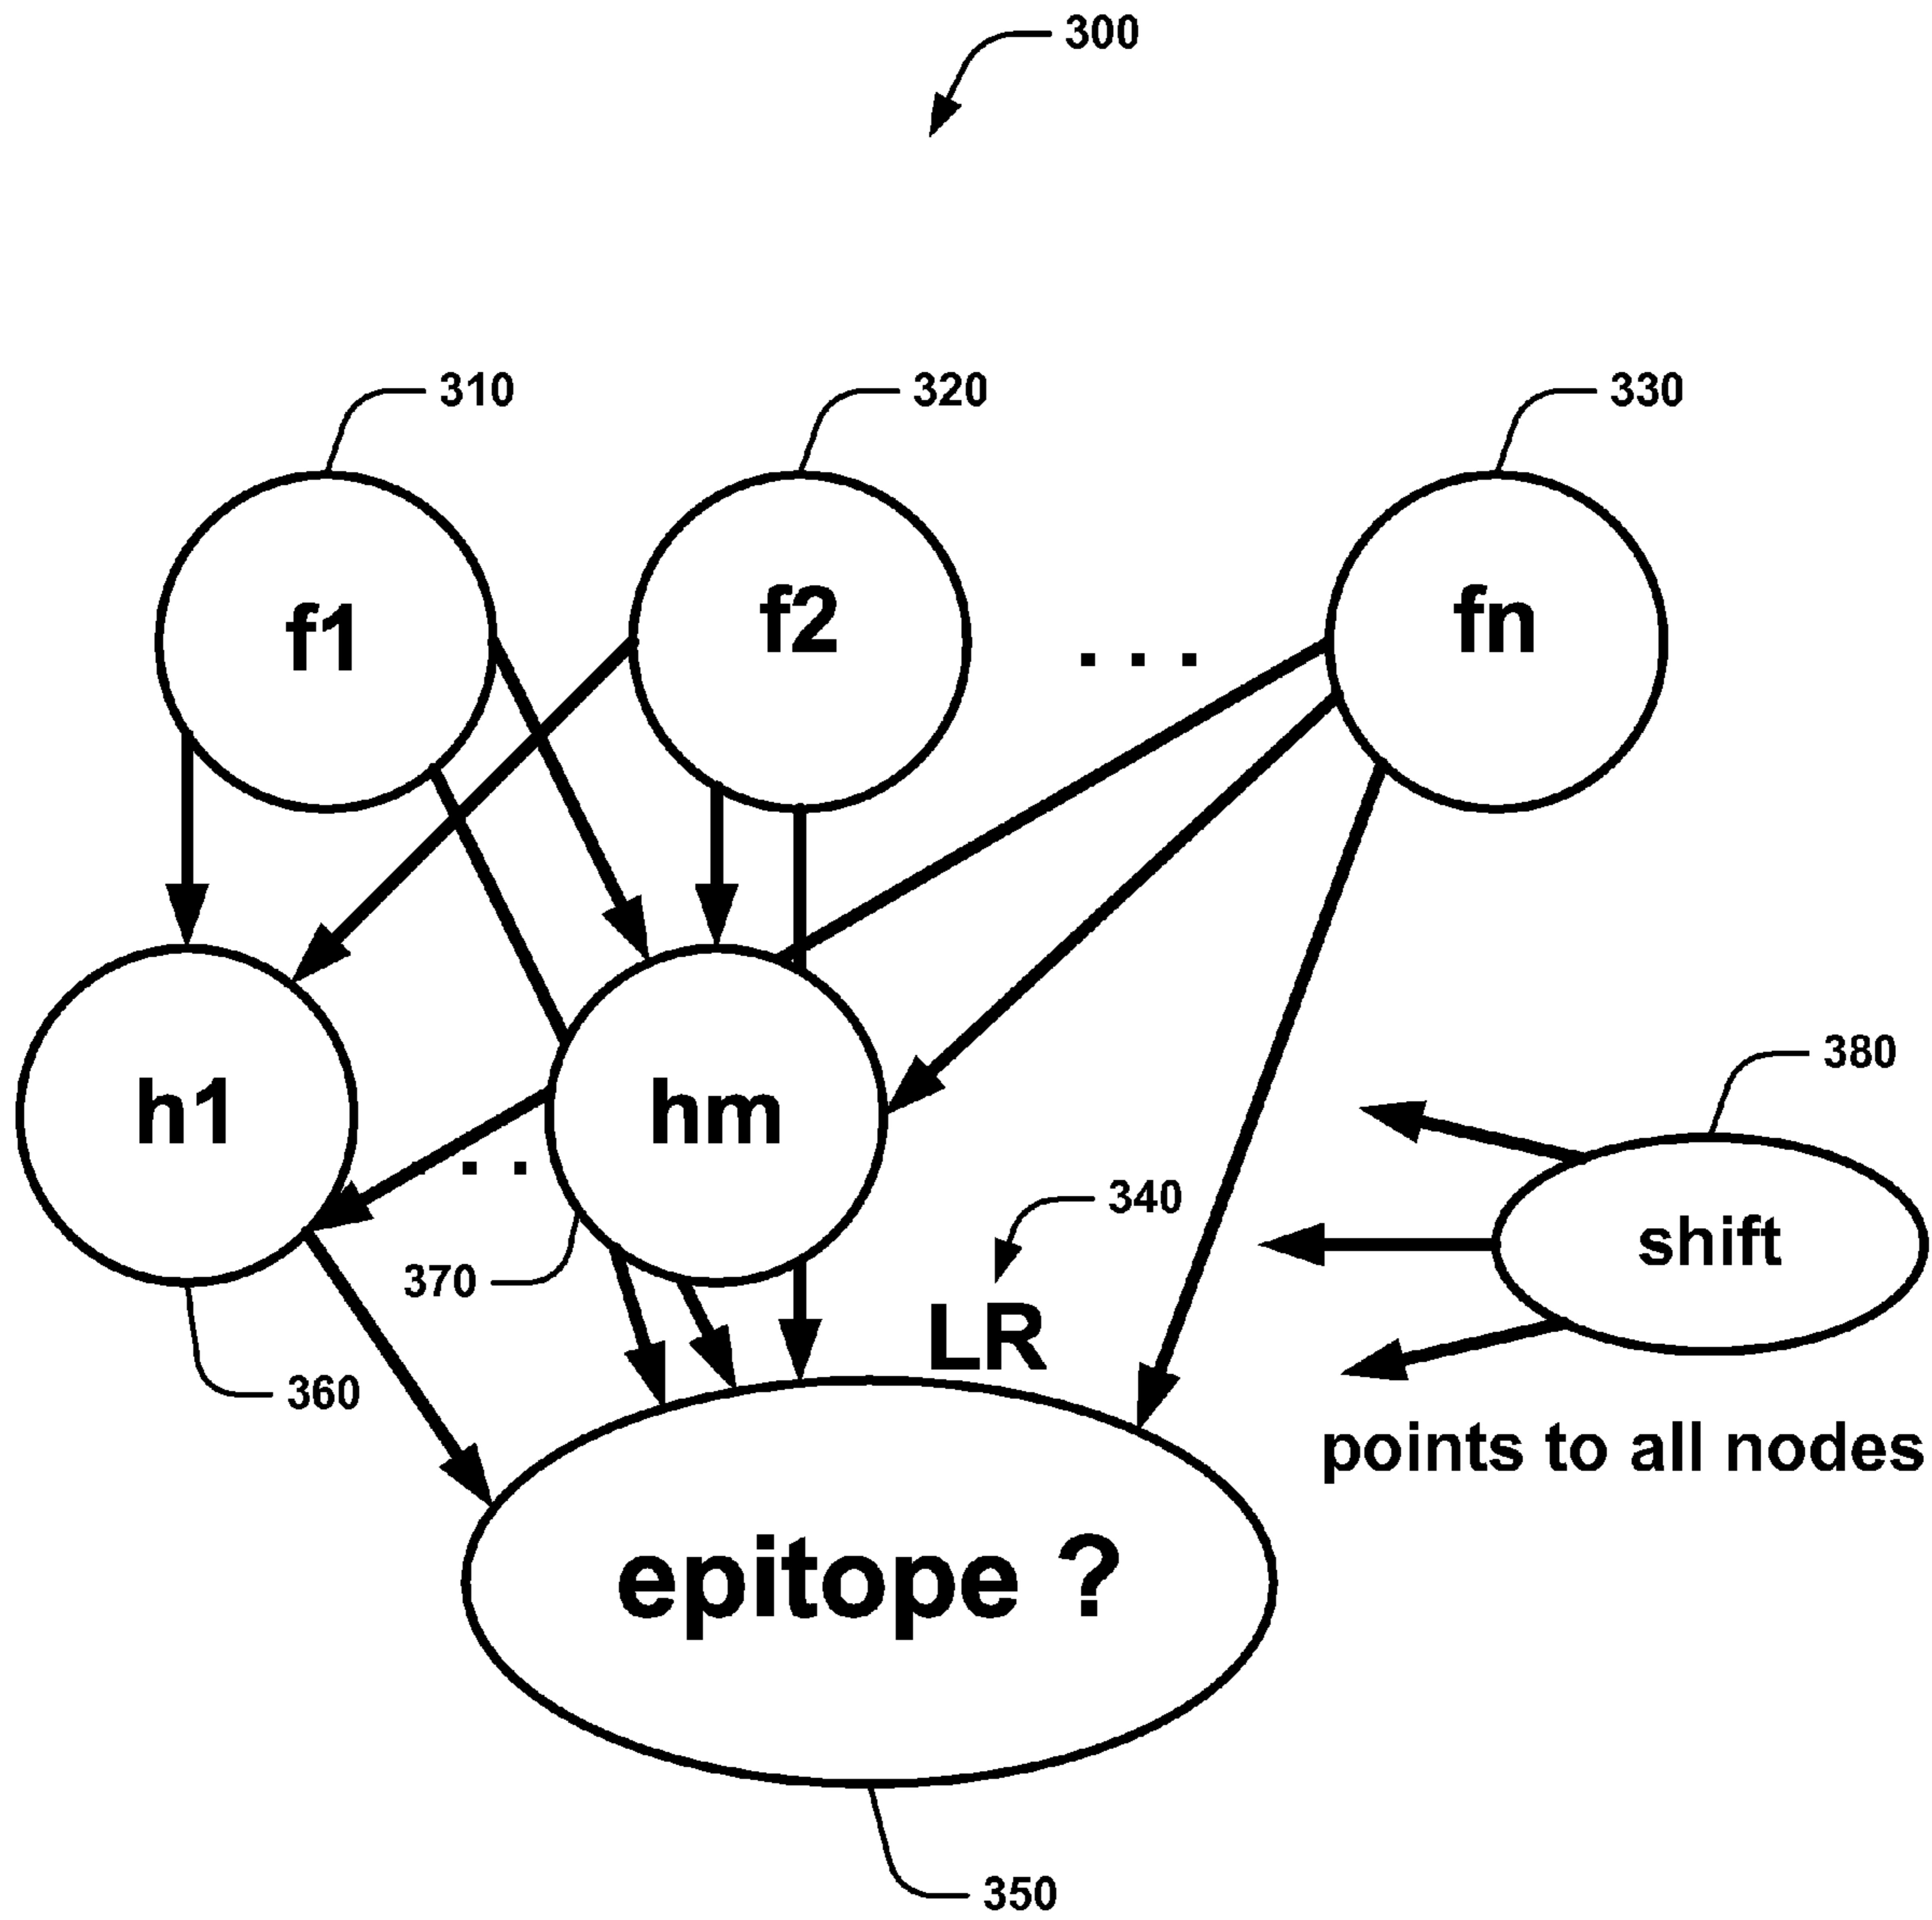 300
310
320
330
f1
f2
. . .
fn
h1
. .
hm
380
340
shift
370
LR
360
points to all nodes
epitope ?
350